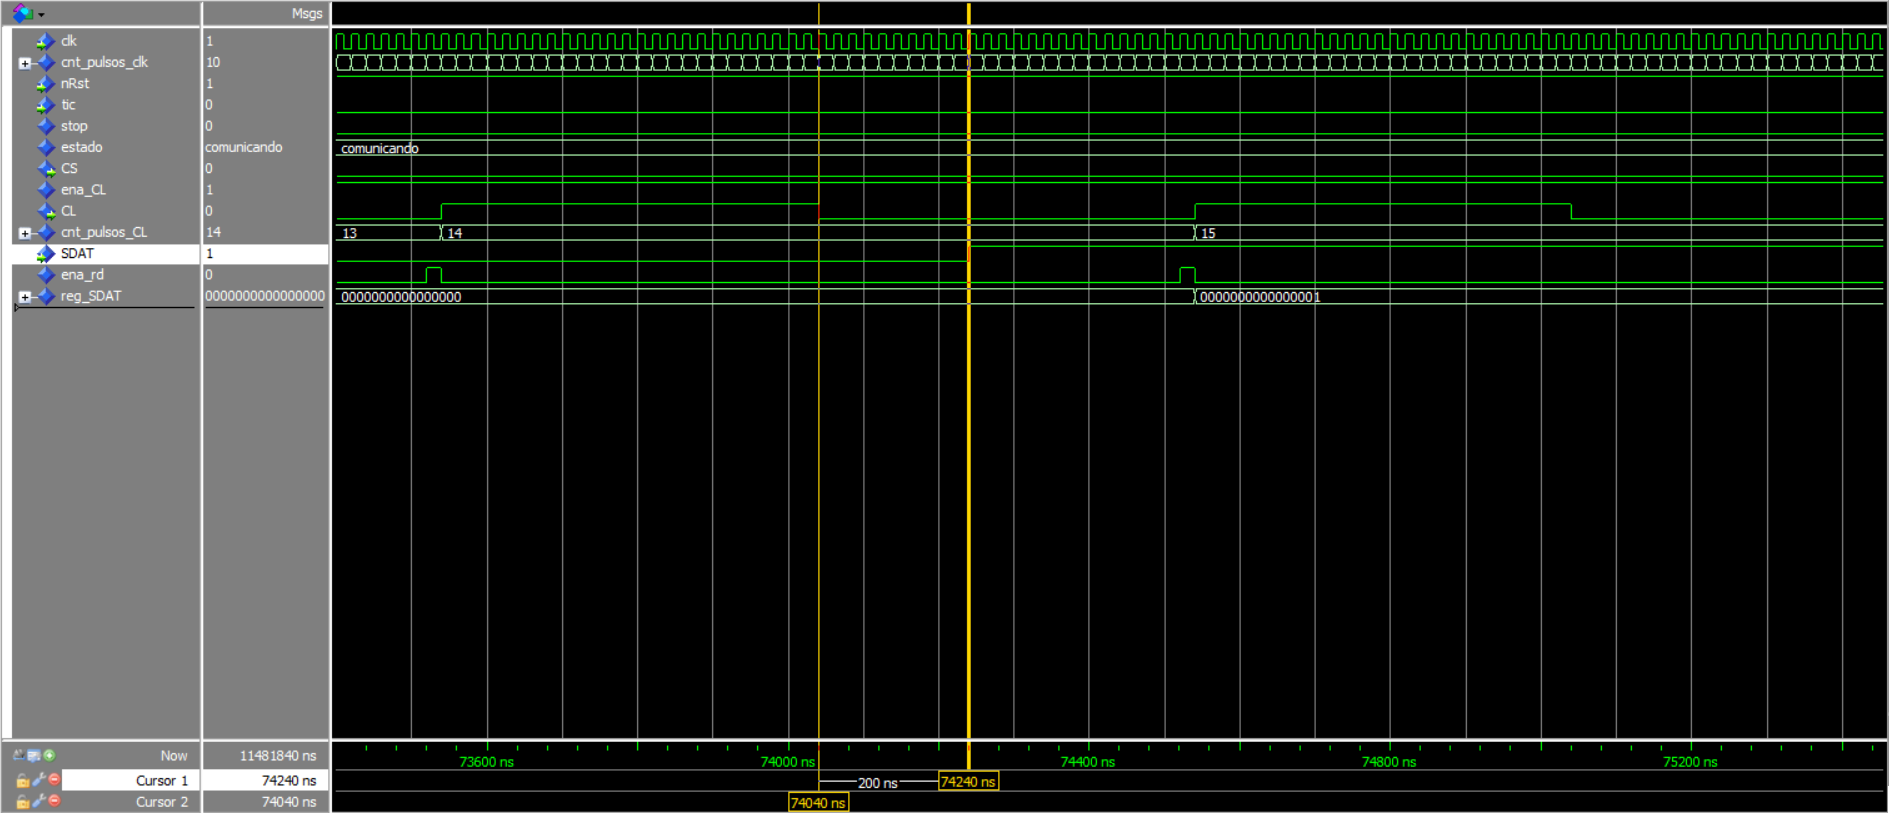 Msgs
clk 1
cnt_pulsos_clk 10
nRst 1
tic 0
stop 0
estado comunicando comunicando
CS 0
ena_CL 1
CL 0
cnt_pulsos_CL 14 13 14 15
SDAT 1
ena_rd 0
reg_SDAT 0000000000000000 0000000000000000 0000000000000001
Now 11481840 ns 73600 ns 74000 ns 74400 ns 74800 ns 75200 ns
Cursor 1 74240 ns 200 ns 74240 ns
Cursor 2 74040 ns 74040 ns